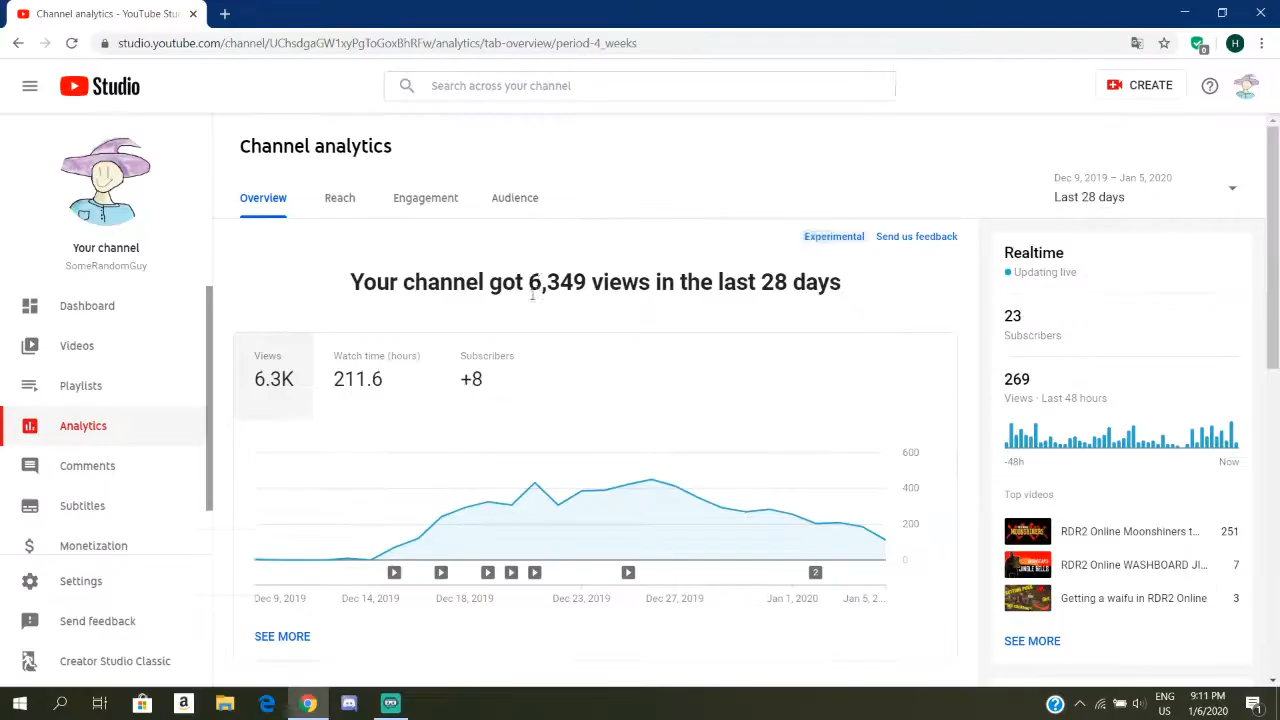 Channel analytics - YouTube Stu
studio.youtube.com/channel/UChsdgaGW1xyPgToGoxBhRFw/analytics/tab-overview/period-4_weeks
H
0
Studio
Search across your channel
CREATE
Your channel
SomeRandomGuy
Dashboard
Videos
Playlists
Analytics
Comments
Subtitles
Monetization
Settings
Send feedback
Creator Studio Classic
Channel analytics
Dec 9, 2019 – Jan 5, 2020
Last 28 days
Overview Reach Engagement Audience
Experimental Send us feedback
Your channel got 6,349 views in the last 28 days
Views Watch time (hours) Subscribers
6.3K 211.6 +8
600
400
200
0
2
Dec 9, 2019 Dec 14, 2019 Dec 18, 2019 Dec 23, 2019 Dec 27, 2019 Jan 1, 2020 Jan 5, 2...
SEE MORE
Realtime
Updating live
23
Subscribers
269
Views · Last 48 hours
-48h Now
Top videos
RDR2 Online Moonshiners t... 251
RDR2 Online WASHBOARD JI... 7
Getting a waifu in RDR2 Online 3
SEE MORE
ENG 9:11 PM
US 1/6/2020
1